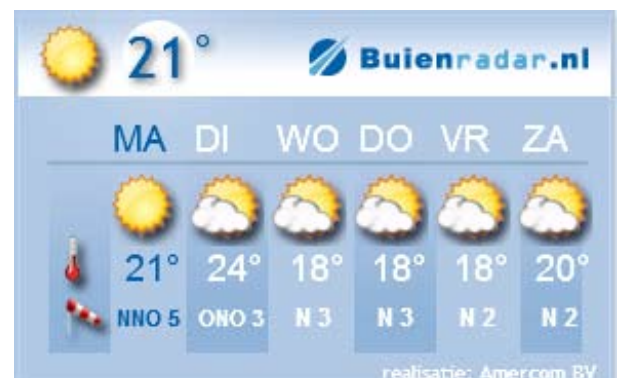 21° Buienradar.nl
MA DI WO DO VR ZA
21° 24° 18° 18° 18° 20°
NNO 5 ONO 3 N 3 N 3 N 2 N 2
realisatie: Amercom BV